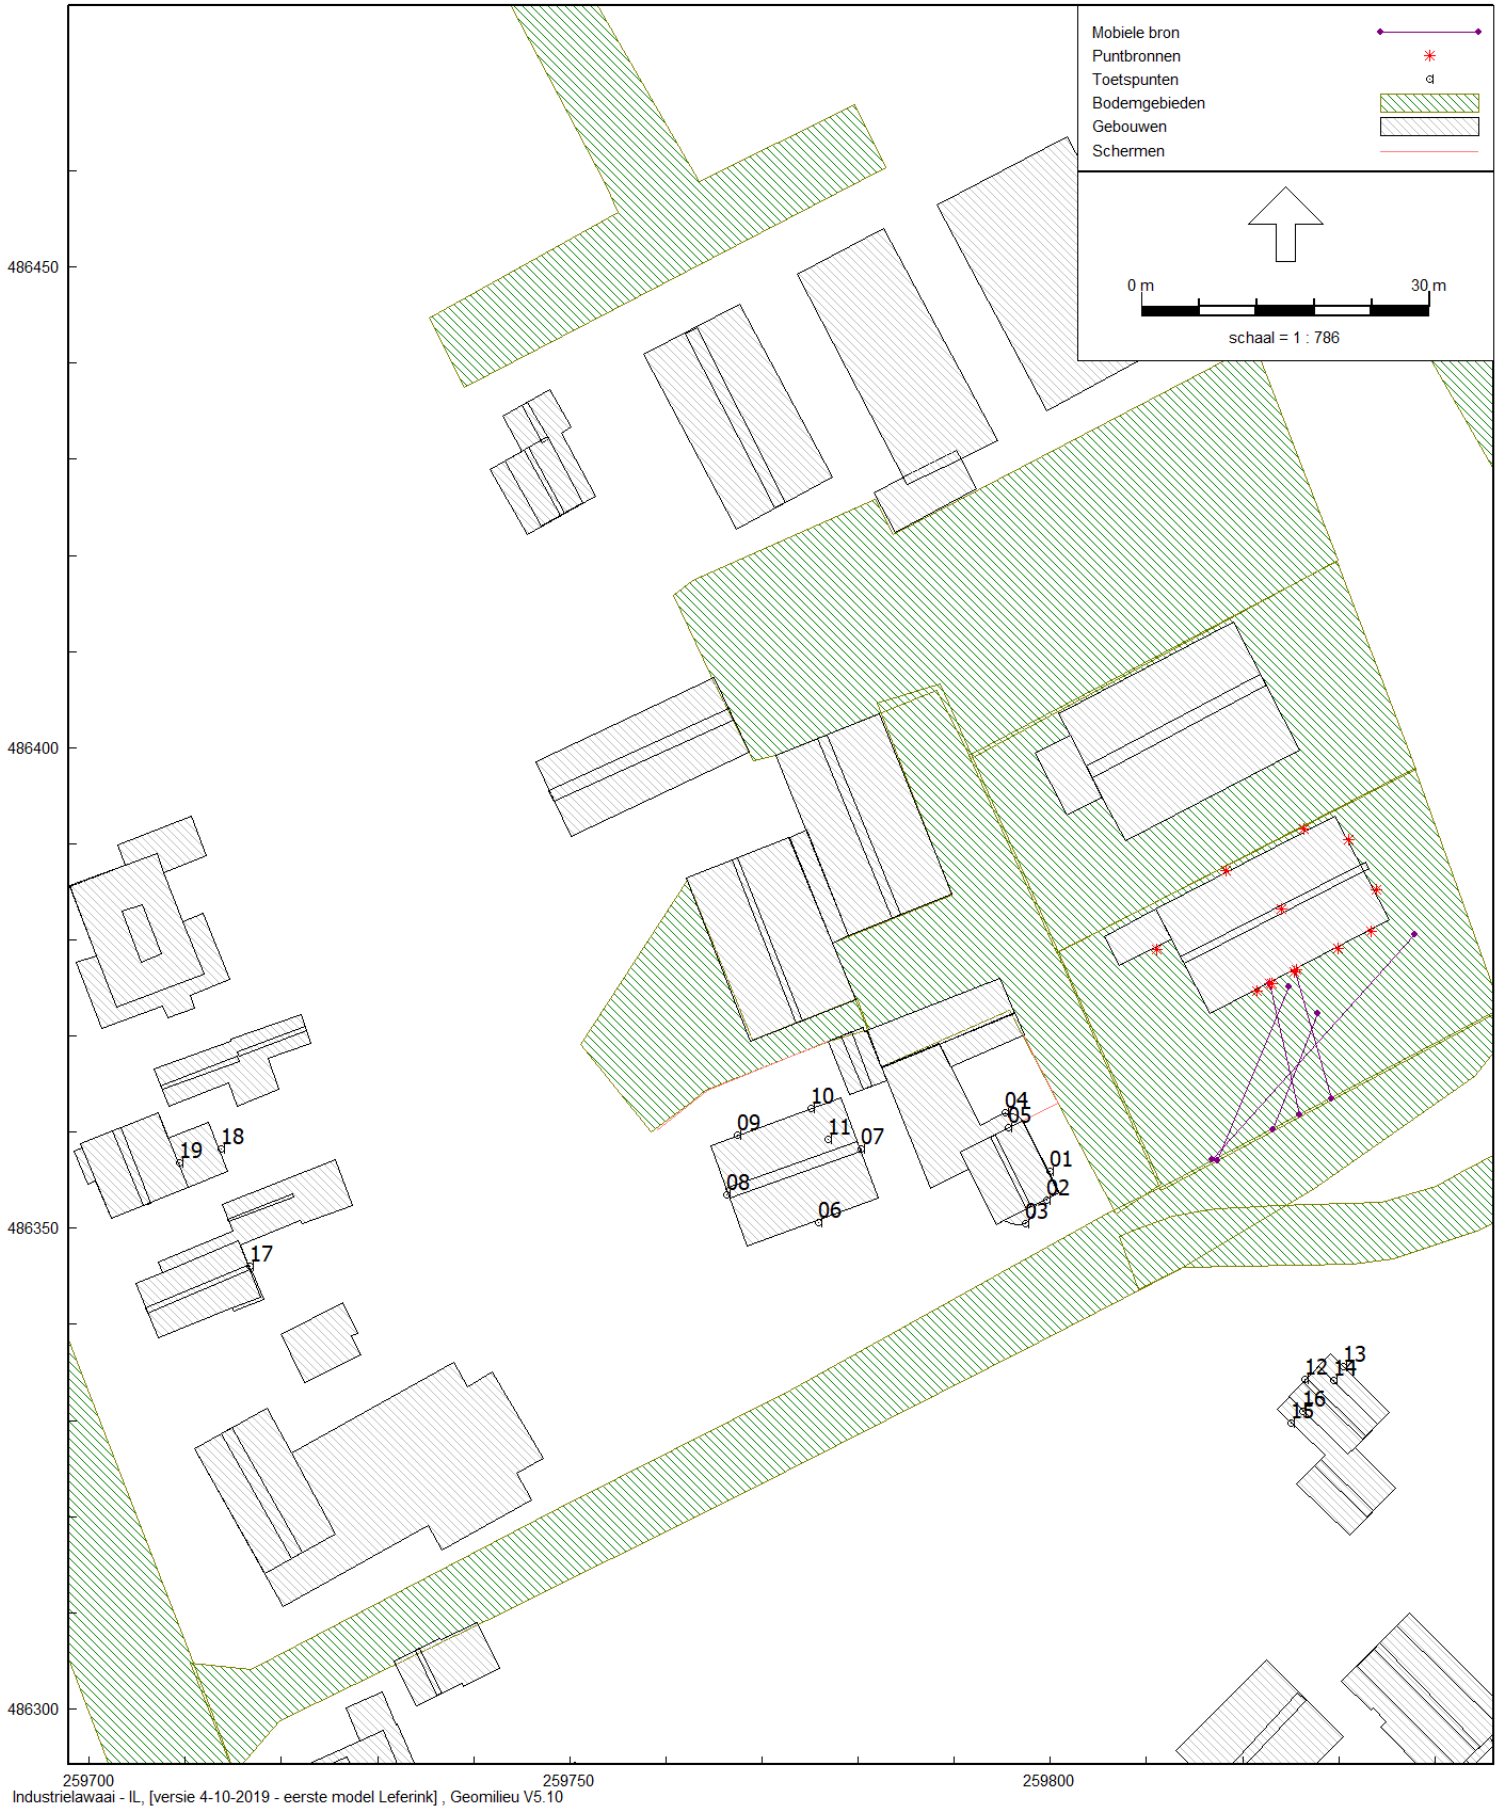 Mobiele bron
Puntbronnen
Toetspunten
Bodemgebieden
Gebouwen
Schermen
0 m 30 m
schaal = 1 : 786
486450
486400
486350
486300
10
09
11
07
08
06
04
05
01
02
03
18
19
17
13
12
14
16
15
259700 259750 259800
Industrielawaai - IL, [versie 4-10-2019 - eerste model Leferink] , Geomilieu V5.10